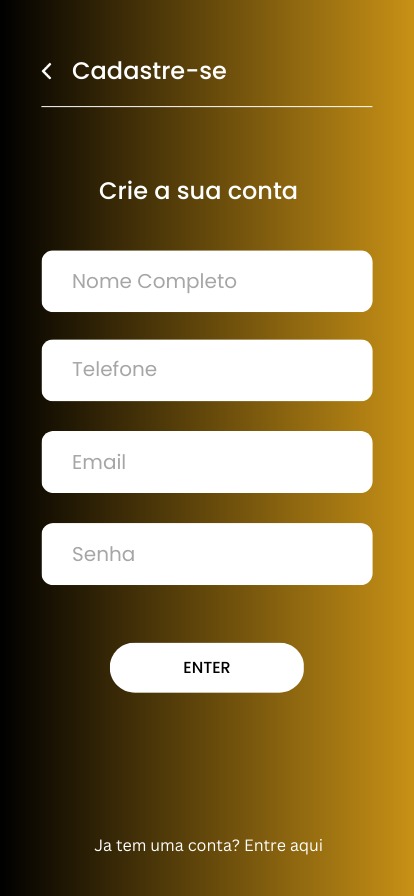 Cadastre-se
Crie a sua conta
Nome Completo
Telefone
Email
Senha
ENTER
Ja tem uma conta? Entre aqui